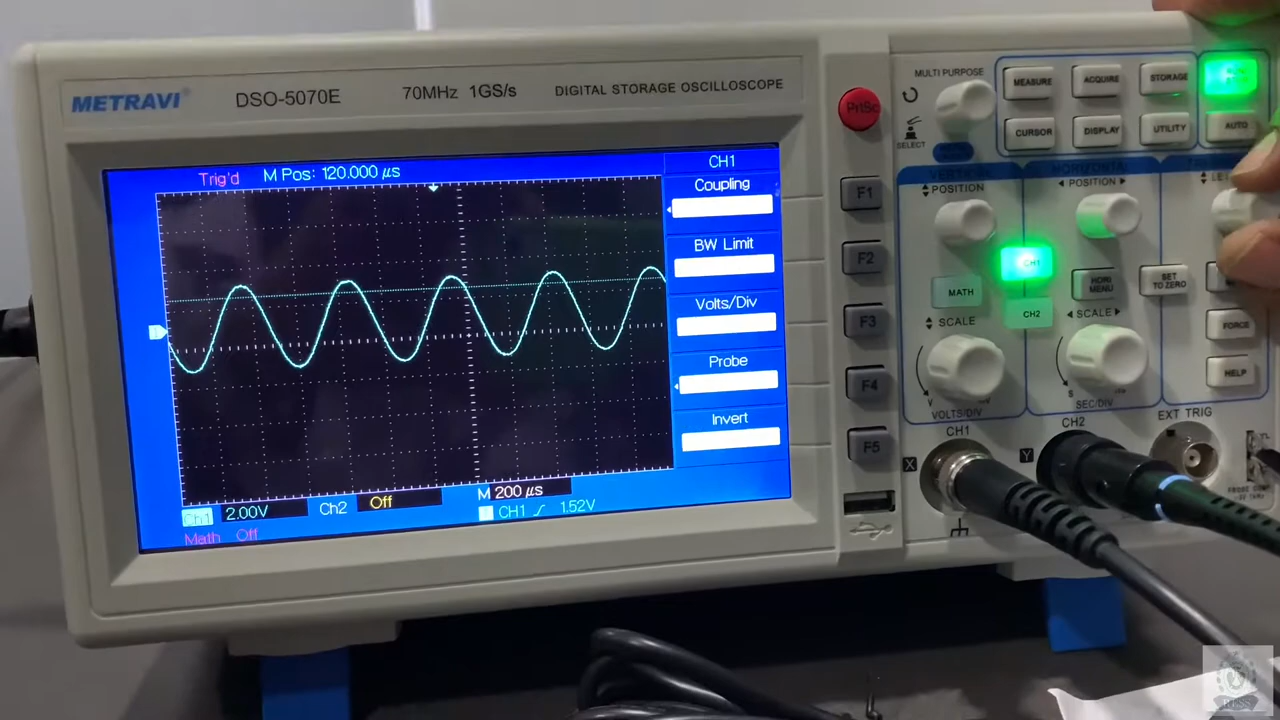 METRAVI®
DSO-5070E
70MHz 1GS/s
DIGITAL STORAGE OSCILLOSCOPE
Trig'd
M Pos: 120.000 µs
CH1
Coupling
BW Limit
Volts/Div
Probe
Invert
Ch1
2.00V
Ch2
Off
M 200 µs
CH1
1.52V
Math Off
PrtSc
F1
F2
F3
F4
F5
MULTI PURPOSE
SELECT
MEASURE
ACQUIRE
STORAGE
CURSOR
DISPLAY
UTILITY
AUTO
VERTICAL
HORIZONTAL
POSITION
POSITION
CH1
MATH
HORI MENU
SET TO ZERO
CH2
SCALE
SCALE
FORCE
HELP
V
VOLTS/DIV
S
SEC/DIV
CH1
CH2
EXT TRIG
X
Y